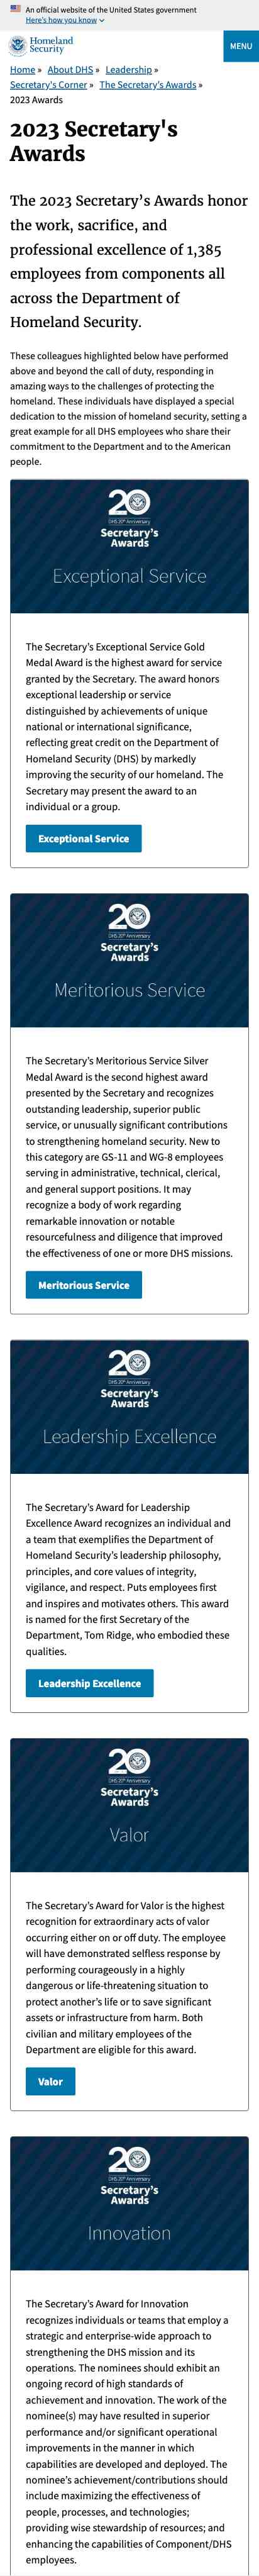 An official website of the United States government
Here's how you know
Homeland
Security
MENU
Home » About DHS » Leadership »
Secretary's Corner » The Secretary's Awards »
2023 Awards
2023 Secretary's
Awards
The 2023 Secretary’s Awards honor
the work, sacrifice, and
professional excellence of 1,385
employees from components all
across the Department of
Homeland Security.
These colleagues highlighted below have performed
above and beyond the call of duty, responding in
amazing ways to the challenges of protecting the
homeland. These individuals have displayed a special
dedication to the mission of homeland security, setting a
great example for all DHS employees who share their
commitment to the Department and to the American
people.
20
DHS 20th Anniversary
Secretary’s
Awards
Exceptional Service
The Secretary’s Exceptional Service Gold
Medal Award is the highest award for service
granted by the Secretary. The award honors
exceptional leadership or service
distinguished by achievements of unique
national or international significance,
reflecting great credit on the Department of
Homeland Security (DHS) by markedly
improving the security of our homeland. The
Secretary may present the award to an
individual or a group.
Exceptional Service
20
DHS 20th Anniversary
Secretary’s
Awards
Meritorious Service
The Secretary’s Meritorious Service Silver
Medal Award is the second highest award
presented by the Secretary and recognizes
outstanding leadership, superior public
service, or unusually significant contributions
to strengthening homeland security. New to
this category are GS-11 and WG-8 employees
serving in administrative, technical, clerical,
and general support positions. It may
recognize a body of work regarding
remarkable innovation or notable
resourcefulness and diligence that improved
the effectiveness of one or more DHS missions.
Meritorious Service
20
DHS 20th Anniversary
Secretary’s
Awards
Leadership Excellence
The Secretary’s Award for Leadership
Excellence Award recognizes an individual and
a team that exemplifies the Department of
Homeland Security’s leadership philosophy,
principles, and core values of integrity,
vigilance, and respect. Puts employees first
and inspires and motivates others. This award
is named for the first Secretary of the
Department, Tom Ridge, who embodied these
qualities.
Leadership Excellence
20
DHS 20th Anniversary
Secretary’s
Awards
Valor
The Secretary’s Award for Valor is the highest
recognition for extraordinary acts of valor
occurring either on or off duty. The employee
will have demonstrated selfless response by
performing courageously in a highly
dangerous or life-threatening situation to
protect another’s life or to save significant
assets or infrastructure from harm. Both
civilian and military employees of the
Department are eligible for this award.
Valor
20
DHS 20th Anniversary
Secretary’s
Awards
Innovation
The Secretary’s Award for Innovation
recognizes individuals or teams that employ a
strategic and enterprise-wide approach to
strengthening the DHS mission and its
operations. The nominees should exhibit an
ongoing record of high standards of
achievement and innovation. The work of the
nominee(s) may have resulted in superior
performance and/or significant operational
improvements in the manner in which
capabilities are developed and deployed. The
nominee’s achievement/contributions should
include maximizing the effectiveness of
people, processes, and technologies;
providing wise stewardship of resources; and
enhancing the capabilities of Component/DHS
employees.